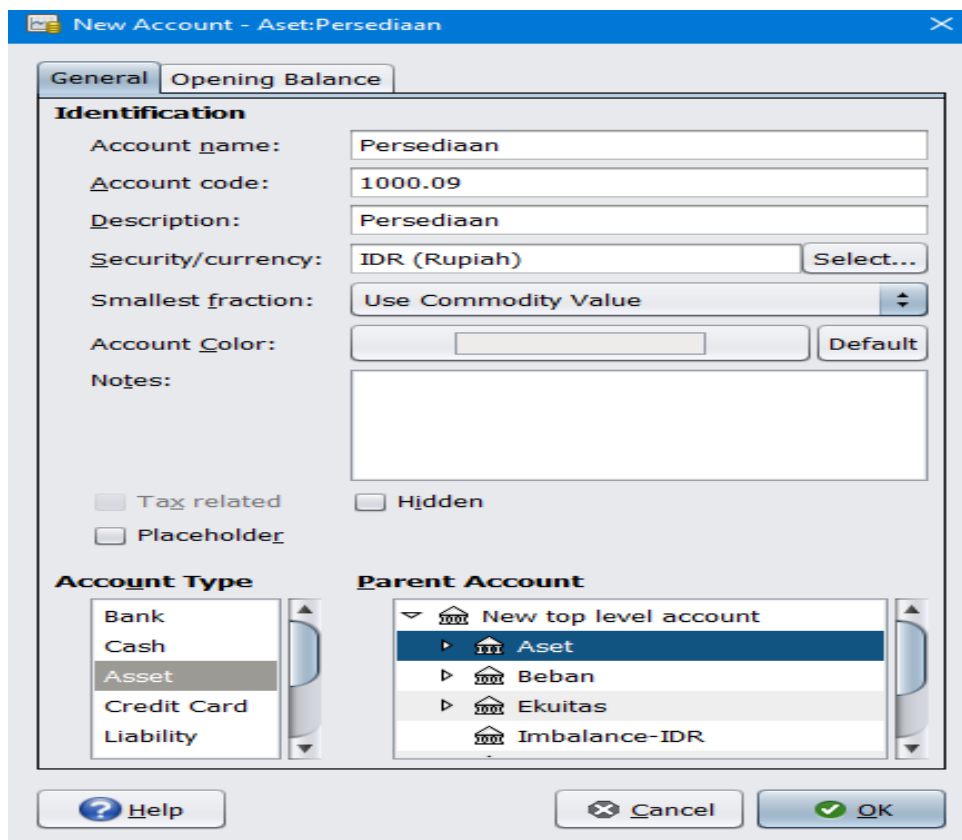 New Account - Aset:Persediaan
General Opening Balance
Identification
Account name: Persediaan
Account code: 1000.09
Description: Persediaan
Security/currency: IDR (Rupiah) Select...
Smallest fraction: Use Commodity Value
Account Color: Default
Notes:
Tax related Hidden
Placeholder
Account Type Parent Account
Bank New top level account
Cash Aset
Asset Beban
Credit Card Ekuitas
Liability Imbalance-IDR
Help Cancel OK